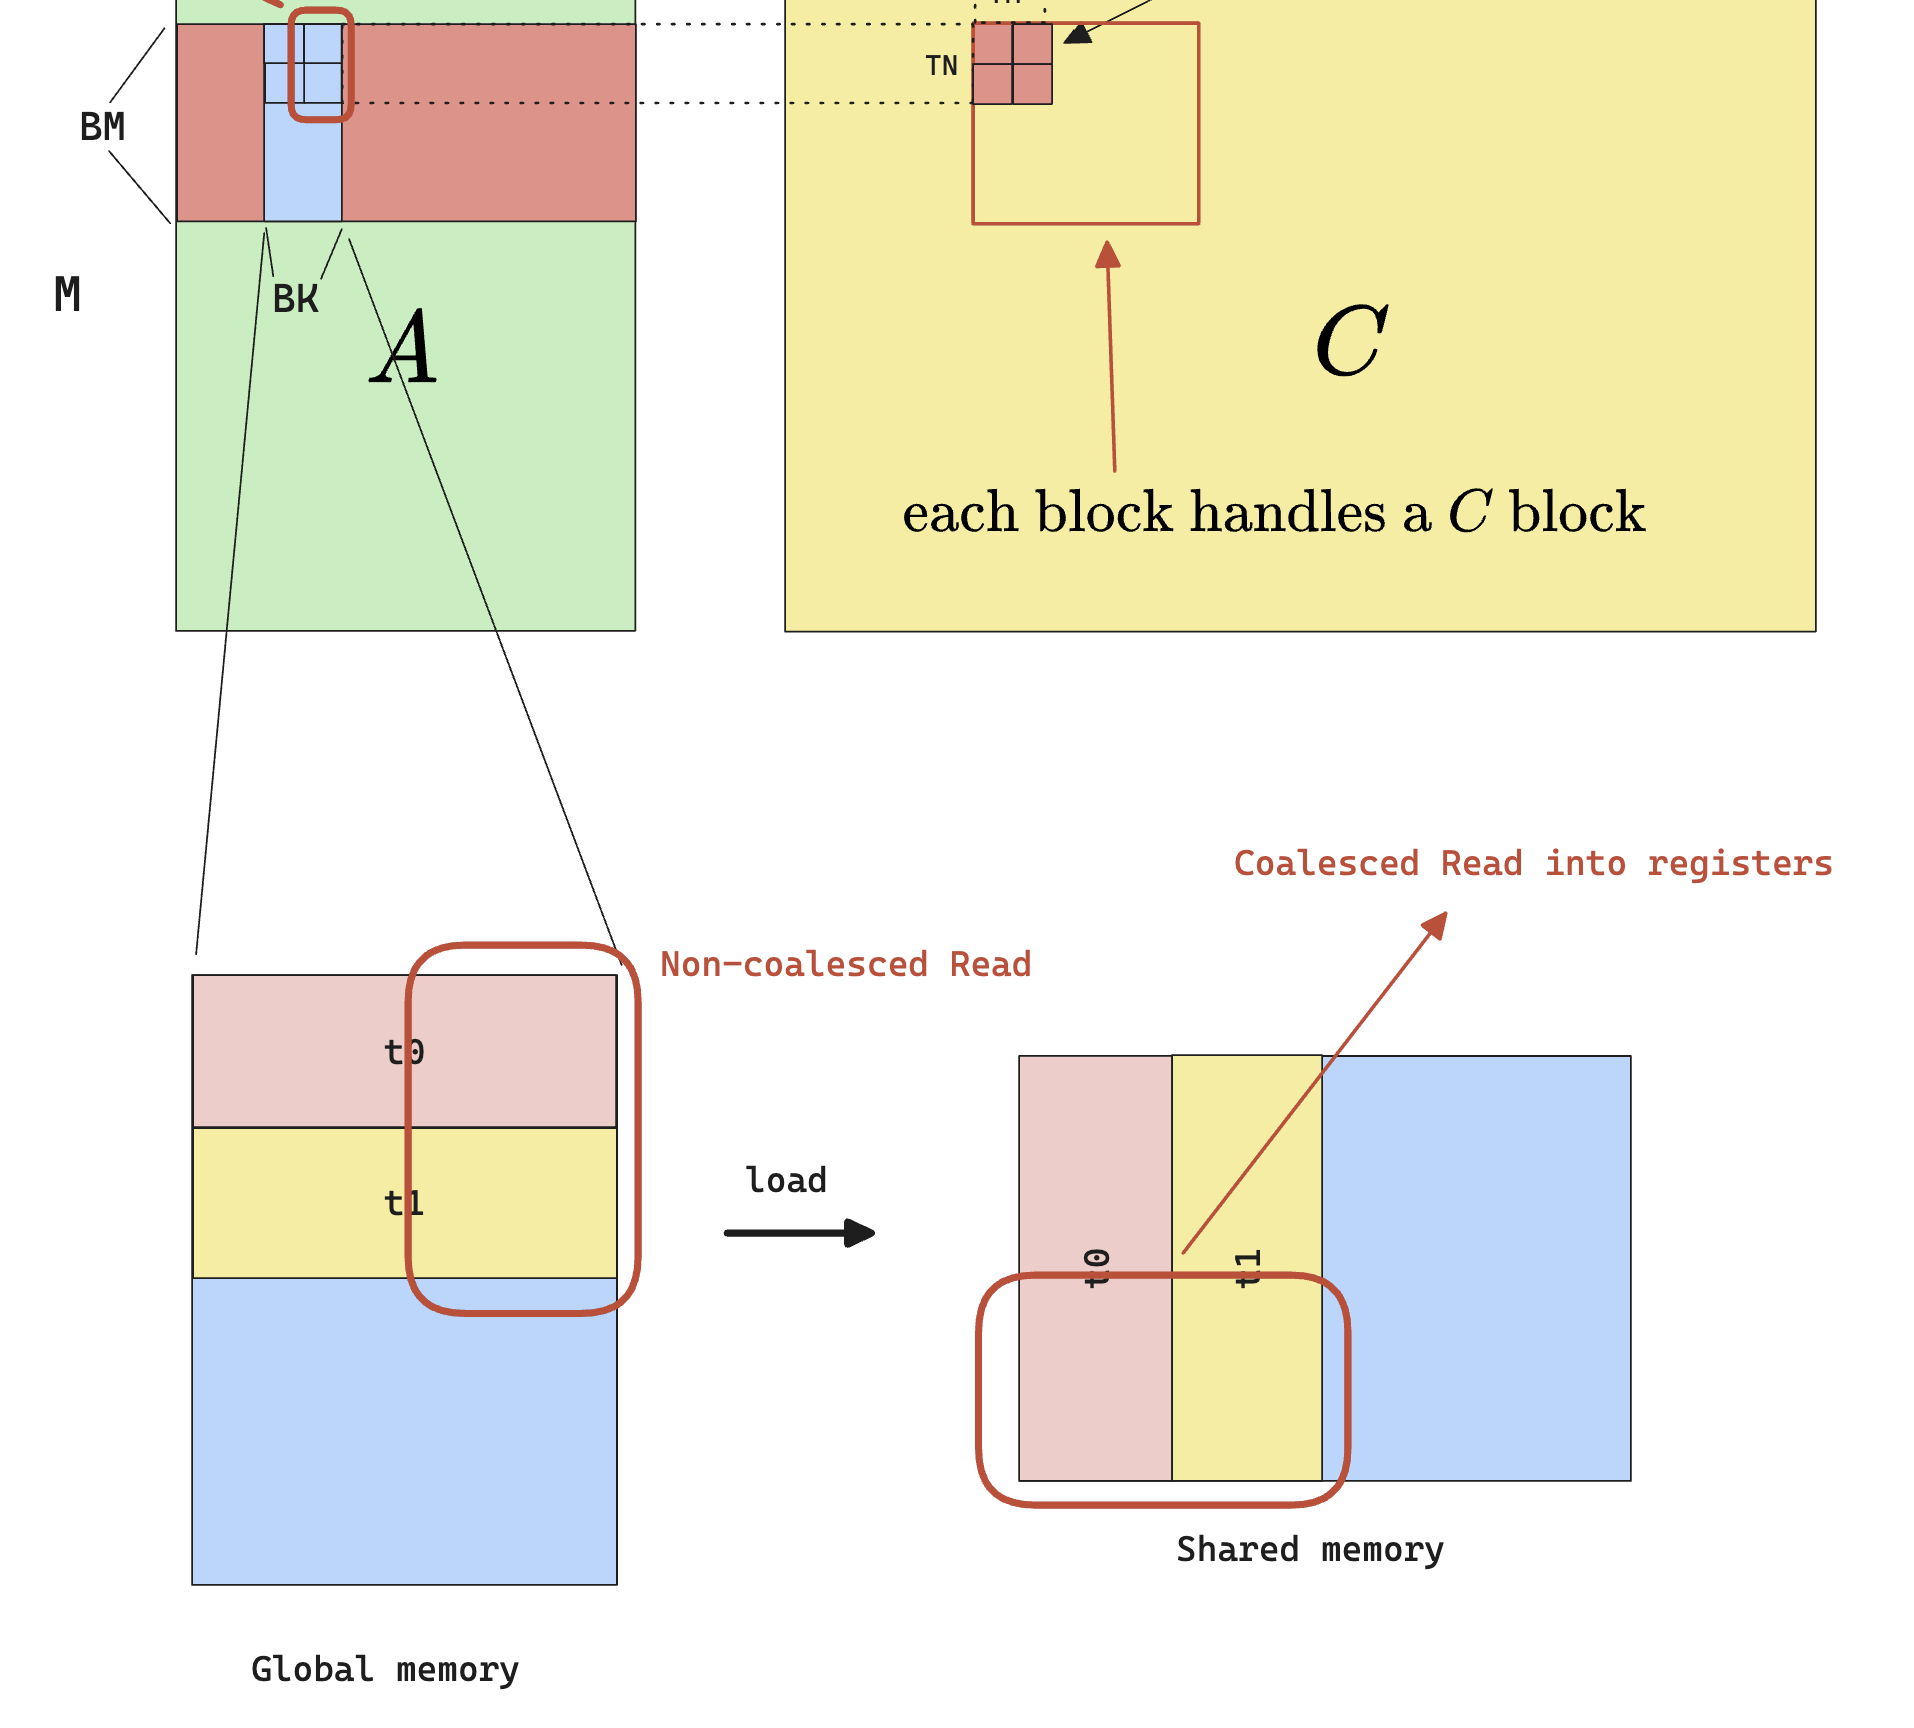 TN
BM
M
BK
A
C
each block handles a C block
Coalesced Read into registers
Non-coalesced Read
t0
t1
load
t0
t1
Shared memory
Global memory